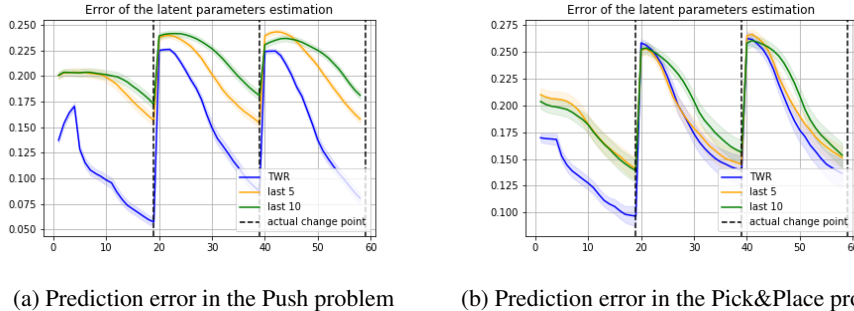 Error of the latent parameters estimation
0.250
0.225
0.200
0.175
0.150
0.125
0.100
0.075
0.050
0
10
20
30
40
50
60
TWR
last 5
last 10
actual change point
(a) Prediction error in the Push problem
Error of the latent parameters estimation
0.275
0.250
0.225
0.200
0.175
0.150
0.125
0.100
0
10
20
30
40
50
60
TWR
last 5
last 10
actual change point
(b) Prediction error in the Pick&Place pro